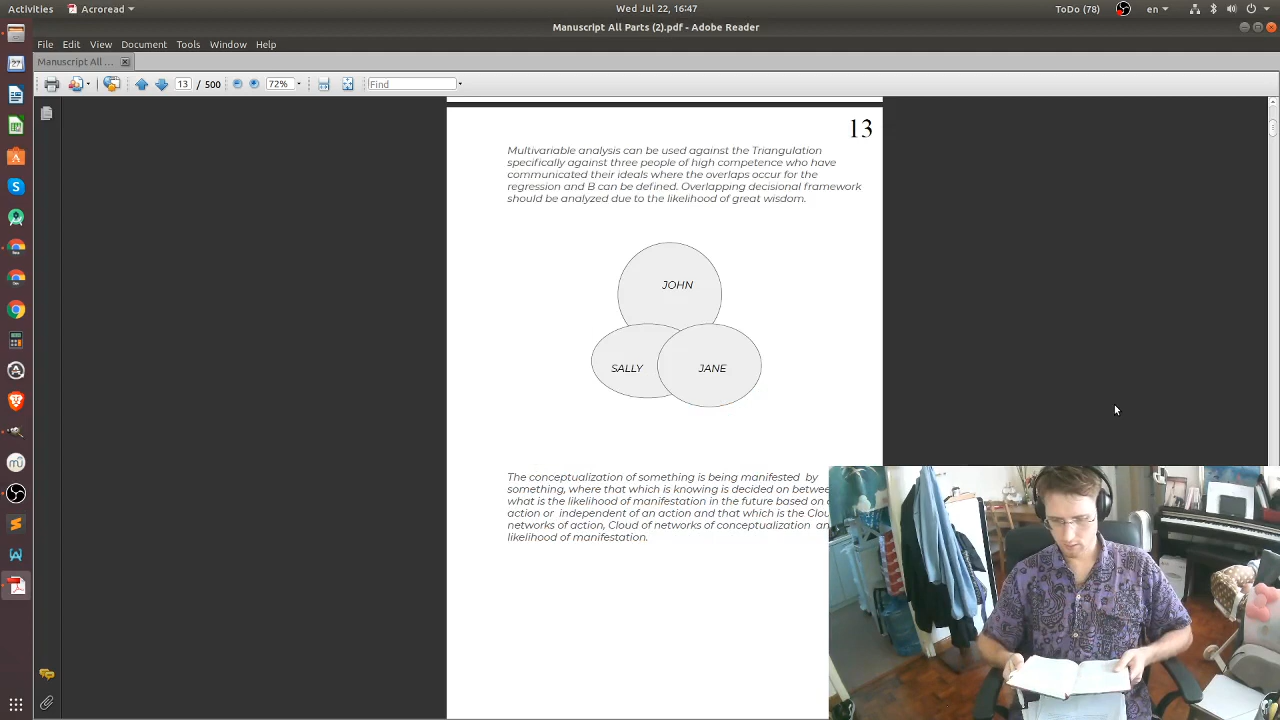 Activities Acroread Wed Jul 22, 16:47 ToDo (78) en
Manuscript All Parts (2).pdf - Adobe Reader
File Edit View Document Tools Window Help
Manuscript All ...
13 / 500 72% Find
13
Multivariable analysis can be used against the Triangulation
specifically against three people of high competence who have
communicated their ideals where the overlaps occur for the
regression and B can be defined. Overlapping decisional framework
should be analyzed due to the likelihood of great wisdom.
JOHN
SALLY JANE
The conceptualization of something is being manifested by
something, where that which is knowing is decided on betwee
what is the likelihood of manifestation in the future based on
action or independent of an action and that which is the Clou
networks of action, Cloud of networks of conceptualization an
likelihood of manifestation.